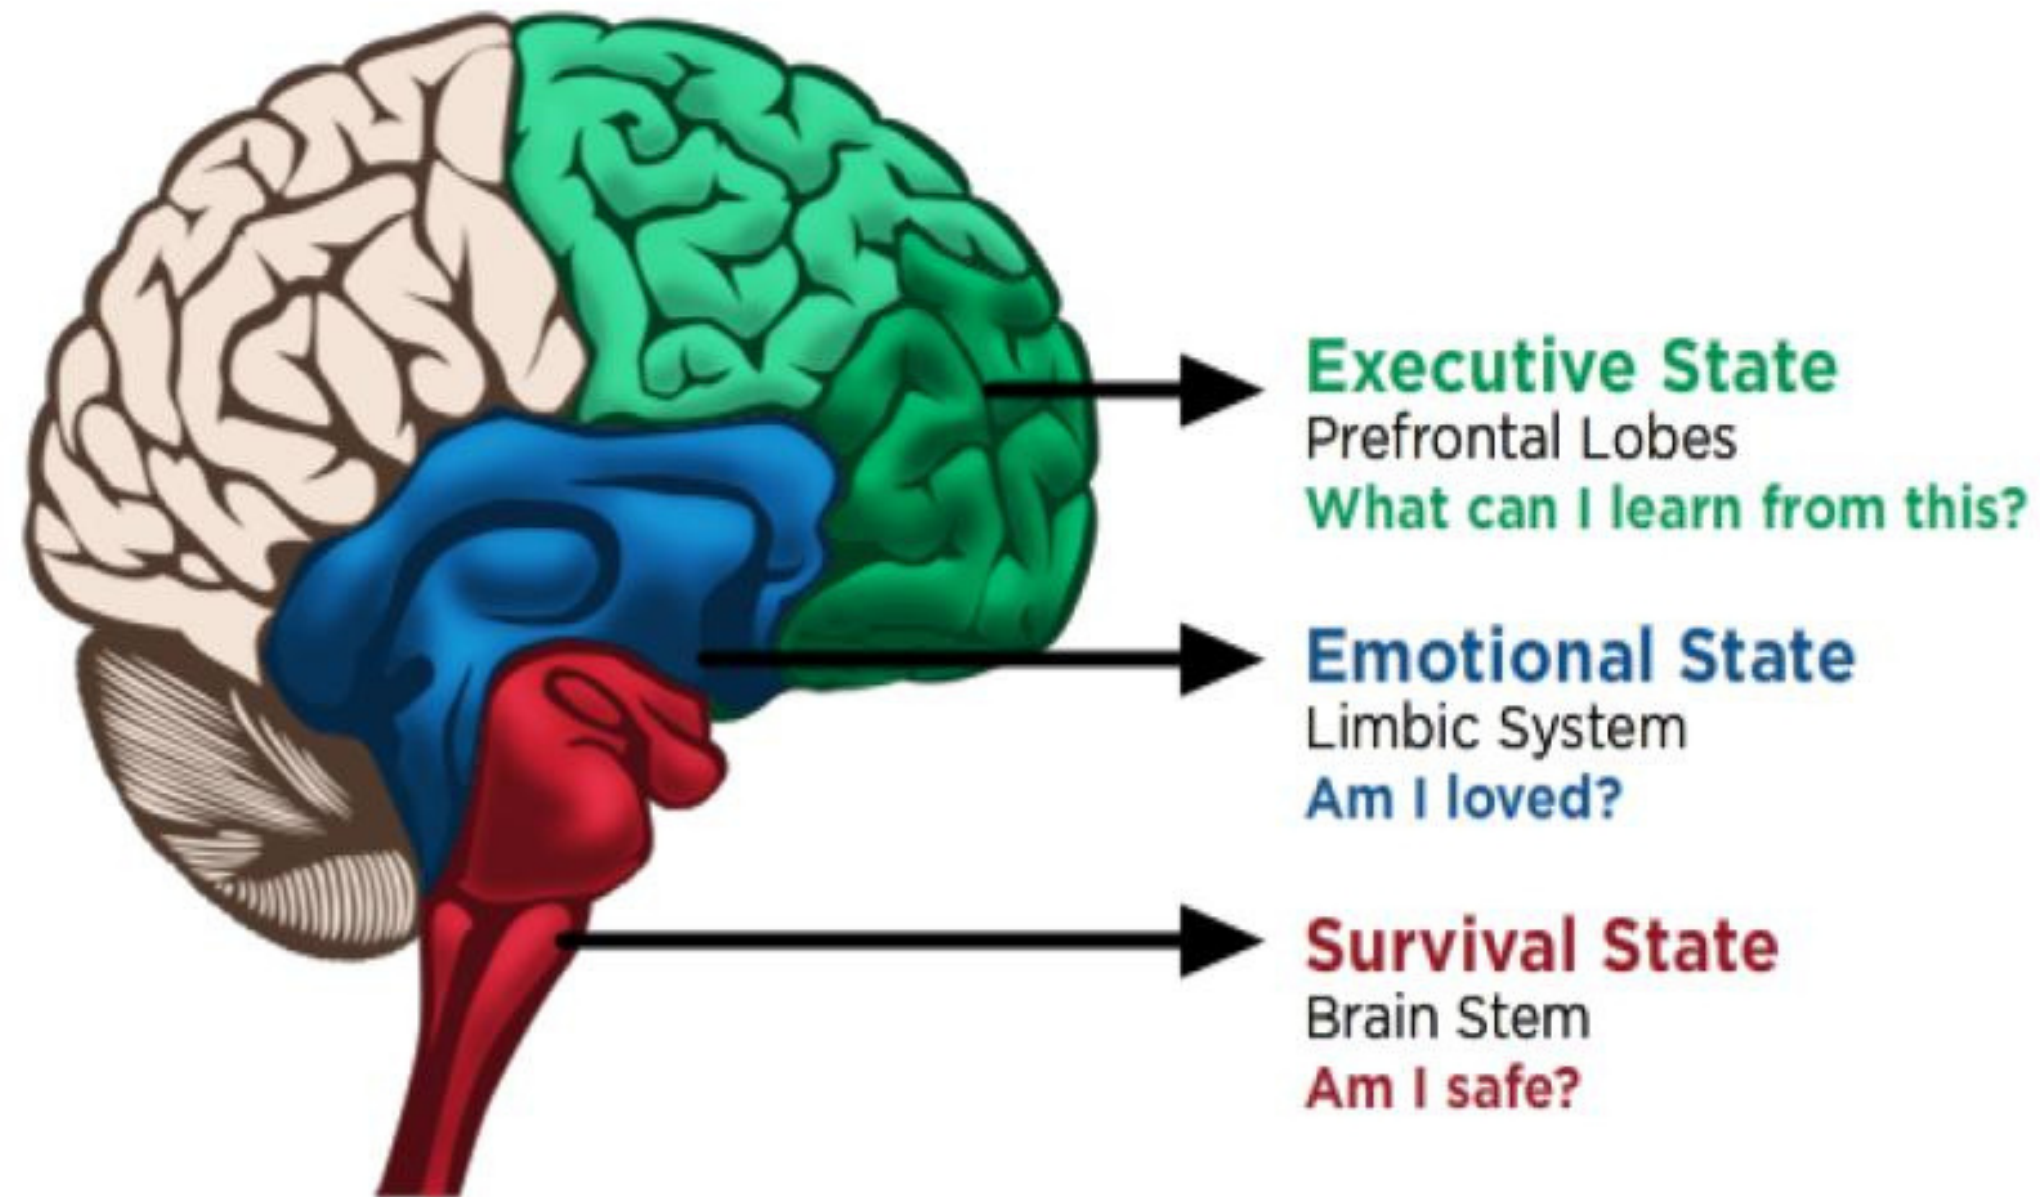 Executive State
Prefrontal Lobes
What can I learn from this?
Emotional State
Limbic System
Am I loved?
Survival State
Brain Stem
Am I safe?